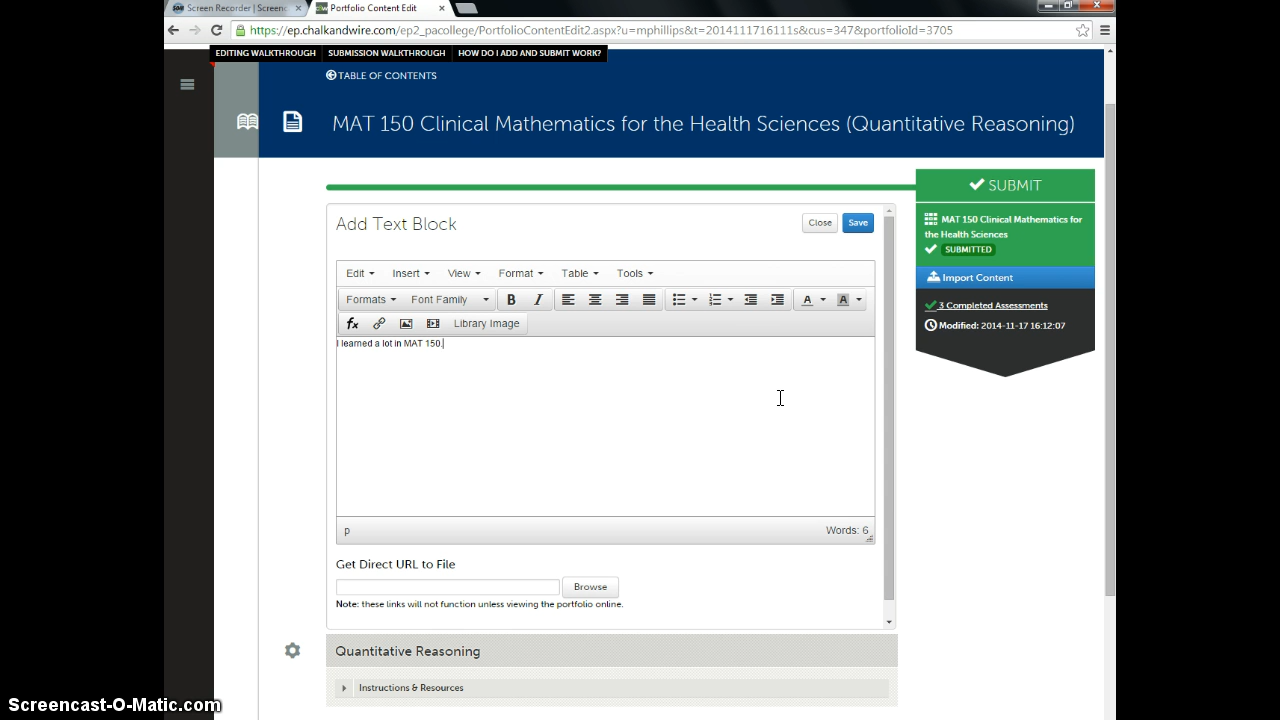 Screen Recorder | Screenc
Portfolio Content Edit
https://ep.chalkandwire.com/ep2_pacollege/PortfolioContentEdit2.aspx?u=mphillips&t=2014111716111s&cus=347&portfolioId=3705
EDITING WALKTHROUGH SUBMISSION WALKTHROUGH HOW DO I ADD AND SUBMIT WORK?
TABLE OF CONTENTS
MAT 150 Clinical Mathematics for the Health Sciences (Quantitative Reasoning)
SUBMIT
MAT 150 Clinical Mathematics for
the Health Sciences
SUBMITTED
Import Content
3 Completed Assessments
Modified: 2014-11-17 16:12:07
Add Text Block
Close Save
Edit Insert View Format Table Tools
Formats Font Family B I A A
fx Library Image
I learned a lot in MAT 150.
p Words: 6
Get Direct URL to File
Browse
Note: these links will not function unless viewing the portfolio online.
Quantitative Reasoning
Instructions & Resources
Screencast-O-Matic.com